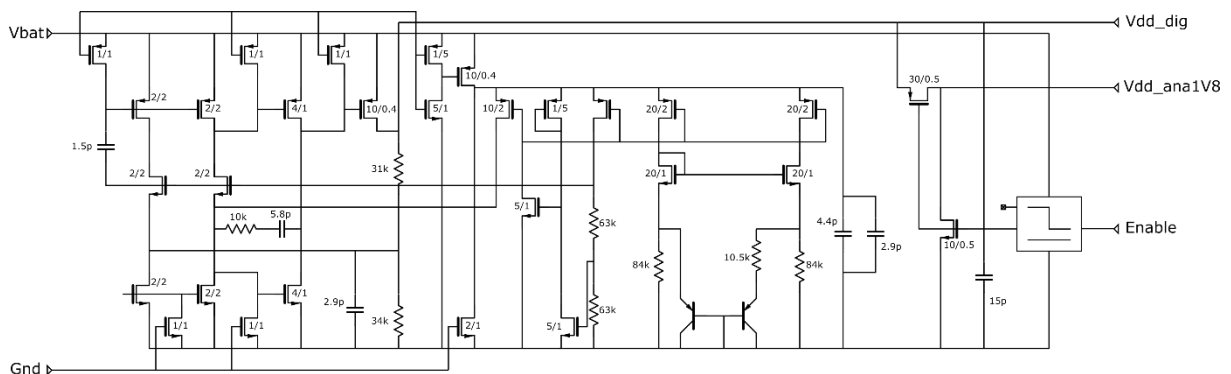 Vdd_dig
Vbat
1/1
1/1
1/1
1/5
10/0.4
30/0.5
Vdd_ana1V8
2/2
2/2
4/1
10/0.4
5/1
10/2
1/5
20/2
20/2
1.5p
31k
2/2
2/2
20/1
20/1
5/1
10k
5.8p
63k
4.4p
2.9p
Enable
10/0.5
84k
10.5k
84k
2/2
2/2
4/1
2.9p
34k
63k
15p
1/1
1/1
2/1
5/1
Gnd